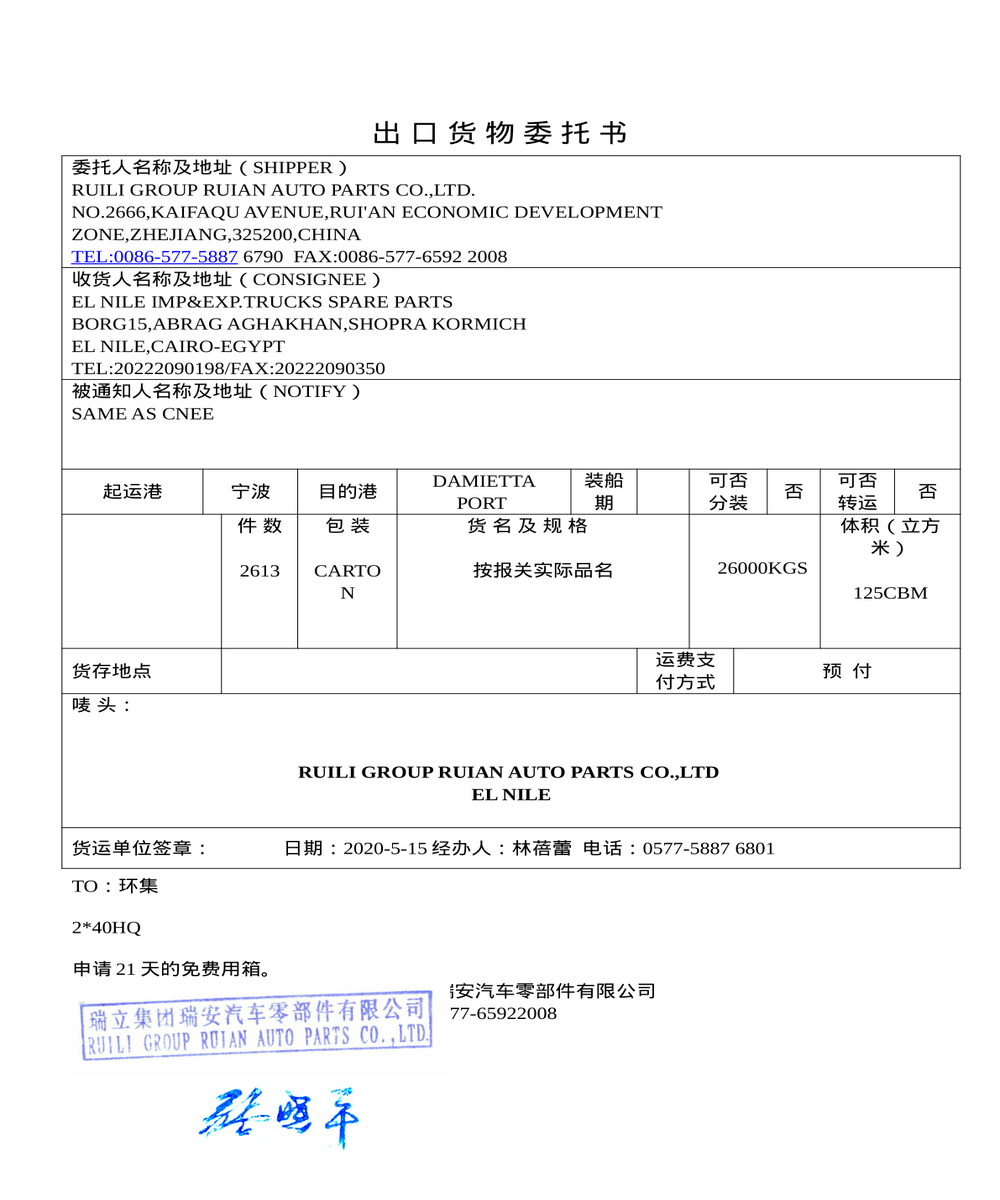 出口货物委托书
委托人名称及地址（SHIPPER）
RUILI GROUP RUIAN AUTO PARTS CO.,LTD.
NO.2666,KAIFAQU AVENUE,RUI'AN ECONOMIC DEVELOPMENT
ZONE,ZHEJIANG,325200,CHINA
TEL:0086-577-5887 6790  FAX:0086-577-6592 2008
收货人名称及地址（CONSIGNEE）
EL NILE IMP&EXP.TRUCKS SPARE PARTS
BORG15,ABRAG AGHAKHAN,SHOPRA KORMICH
EL NILE,CAIRO-EGYPT
TEL:20222090198/FAX:20222090350
被通知人名称及地址（NOTIFY）
SAME AS CNEE
起运港 宁波 目的港 DAMIETTA PORT 装船期 可否分装 否 可否转运 否
件数 包装 货名及规格 体积（立方米）
2613 CARTON 按报关实际品名 26000KGS 125CBM
货存地点 运费支付方式 预 付
唛头：
RUILI GROUP RUIAN AUTO PARTS CO.,LTD
EL NILE
货运单位签章： 日期：2020-5-15 经办人：林蓓蕾 电话：0577-5887 6801
TO：环集
2*40HQ
申请 21 天的免费用箱。
安汽车零部件有限公司
77-65922008
瑞立集团瑞安汽车零部件有限公司
RUILI GROUP RUIAN AUTO PARTS CO.,LTD.